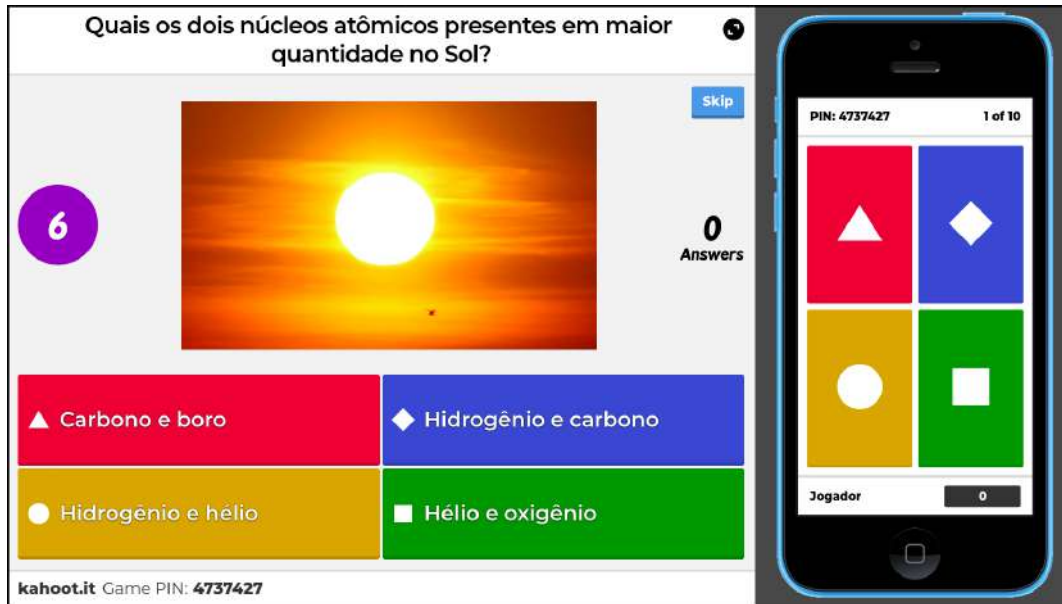 Quais os dois núcleos atômicos presentes em maior
quantidade no Sol?
Skip
6
0
Answers
Carbono e boro
Hidrogênio e carbono
Hidrogênio e hélio
Hélio e oxigênio
kahoot.it Game PIN: 4737427
PIN: 4737427 1 of 10
Jogador 0